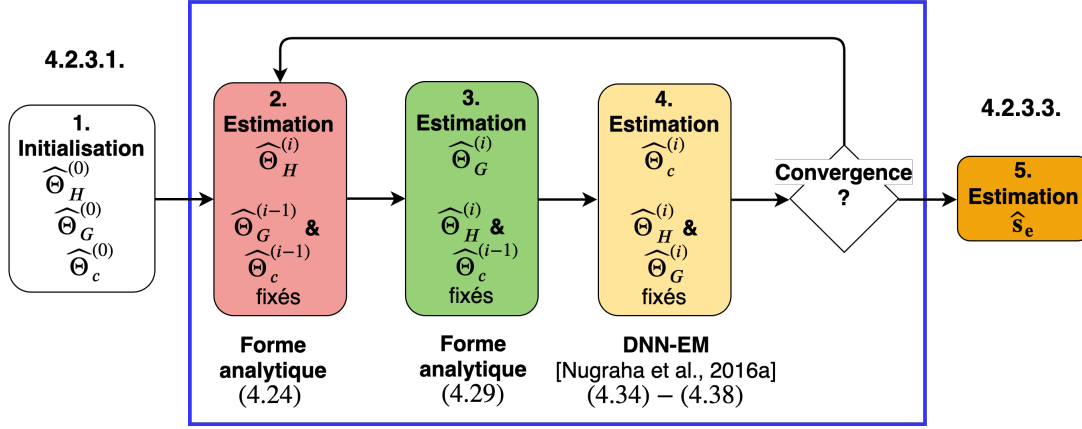 4.2.3.1.
1.
Initialisation
Θ̂_H^(0)
Θ̂_G^(0)
Θ̂_c^(0)
2.
Estimation
Θ̂_H^(i)
Θ̂_G^(i−1) &
Θ̂_c^(i−1)
fixés
Forme
analytique
(4.24)
3.
Estimation
Θ̂_G^(i)
Θ̂_H^(i) &
Θ̂_c^(i−1)
fixés
Forme
analytique
(4.29)
4.
Estimation
Θ̂_c^(i)
Θ̂_H^(i) &
Θ̂_G^(i)
fixés
DNN-EM
[Nugraha et al., 2016a]
(4.34) − (4.38)
Convergence
?
4.2.3.3.
5.
Estimation
ŝ_e